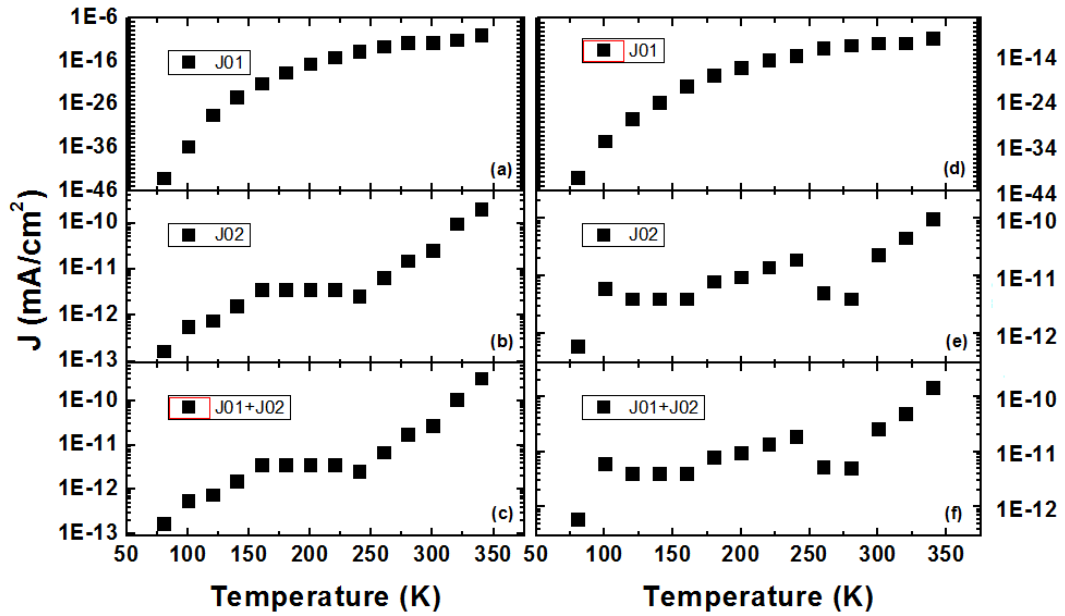 1E-6
1E-16
1E-26
1E-36
1E-46
J01
(a)
J01
(d)
1E-14
1E-24
1E-34
1E-44
1E-10
1E-11
1E-12
1E-13
J02
(b)
J02
(e)
1E-10
1E-11
1E-12
1E-10
1E-11
1E-12
1E-13
J01+J02
(c)
J01+J02
(f)
1E-10
1E-11
1E-12
J (mA/cm²)
50 100 150 200 250 300 350
50 100 150 200 250 300 350
Temperature (K)
Temperature (K)